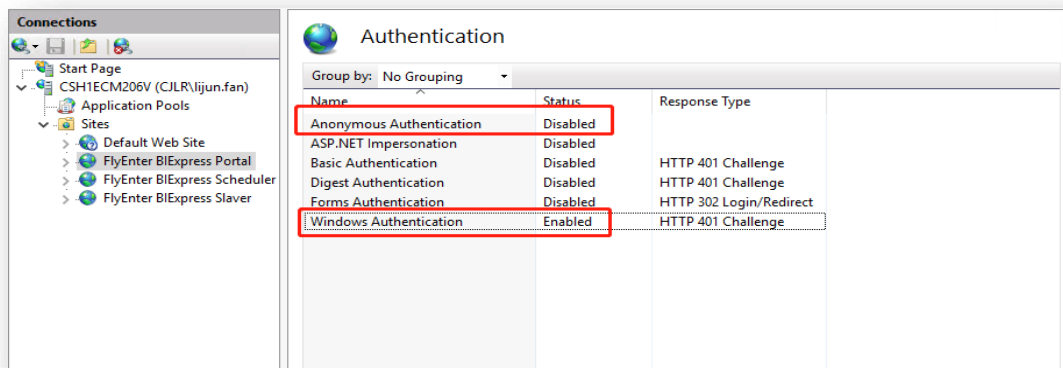 Connections
Start Page
CSH1ECM206V (CJLR\lijun.fan)
Application Pools
Sites
Default Web Site
FlyEnter BIExpress Portal
FlyEnter BIExpress Scheduler
FlyEnter BIExpress Slaver
Authentication
Group by: No Grouping
Name Status Response Type
Anonymous Authentication Disabled
ASP.NET Impersonation Disabled
Basic Authentication Disabled HTTP 401 Challenge
Digest Authentication Disabled HTTP 401 Challenge
Forms Authentication Disabled HTTP 302 Login/Redirect
Windows Authentication Enabled HTTP 401 Challenge